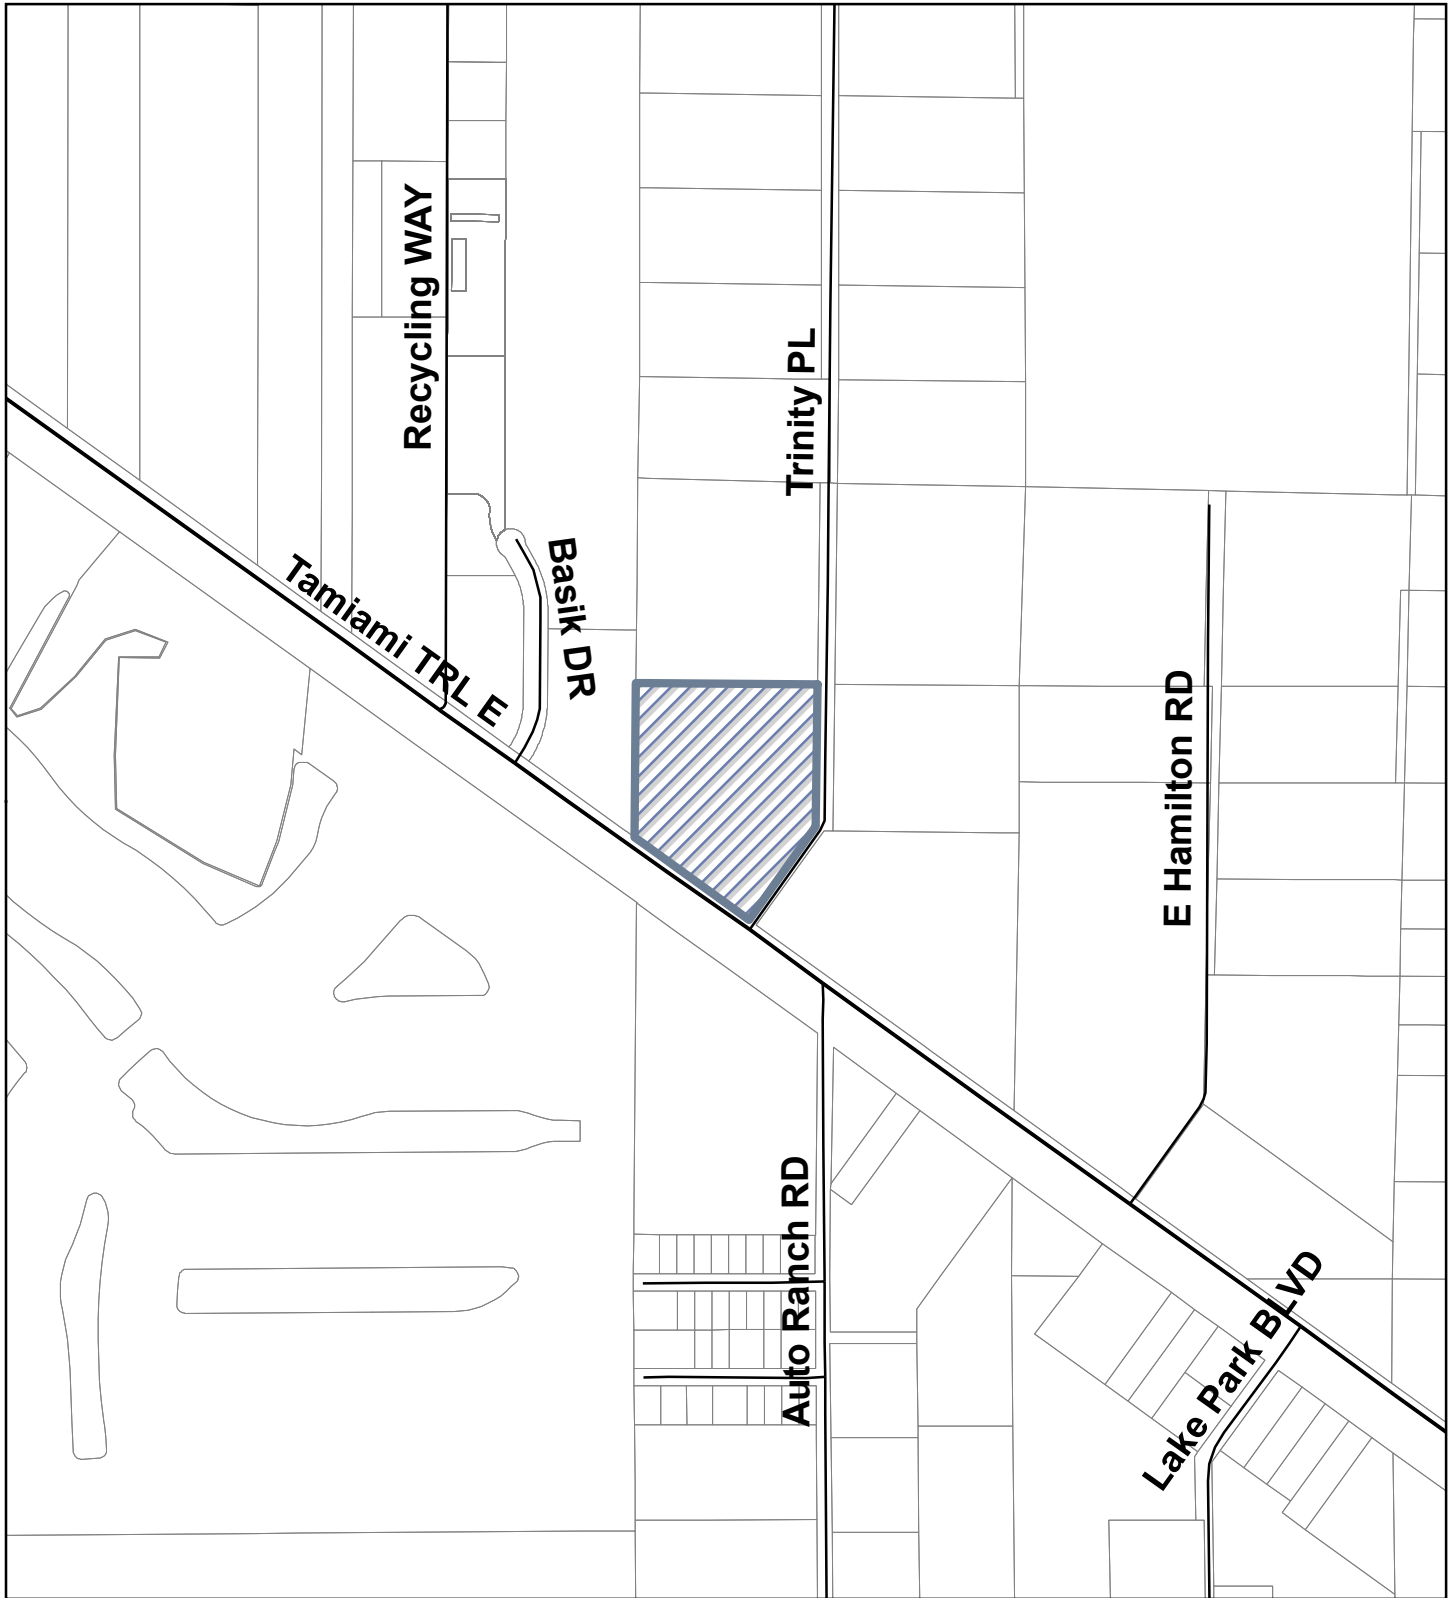 Recycling WAY
Trinity PL
Tamiami TRL E
Basik DR
E Hamilton RD
Auto Ranch RD
Lake Park BLVD